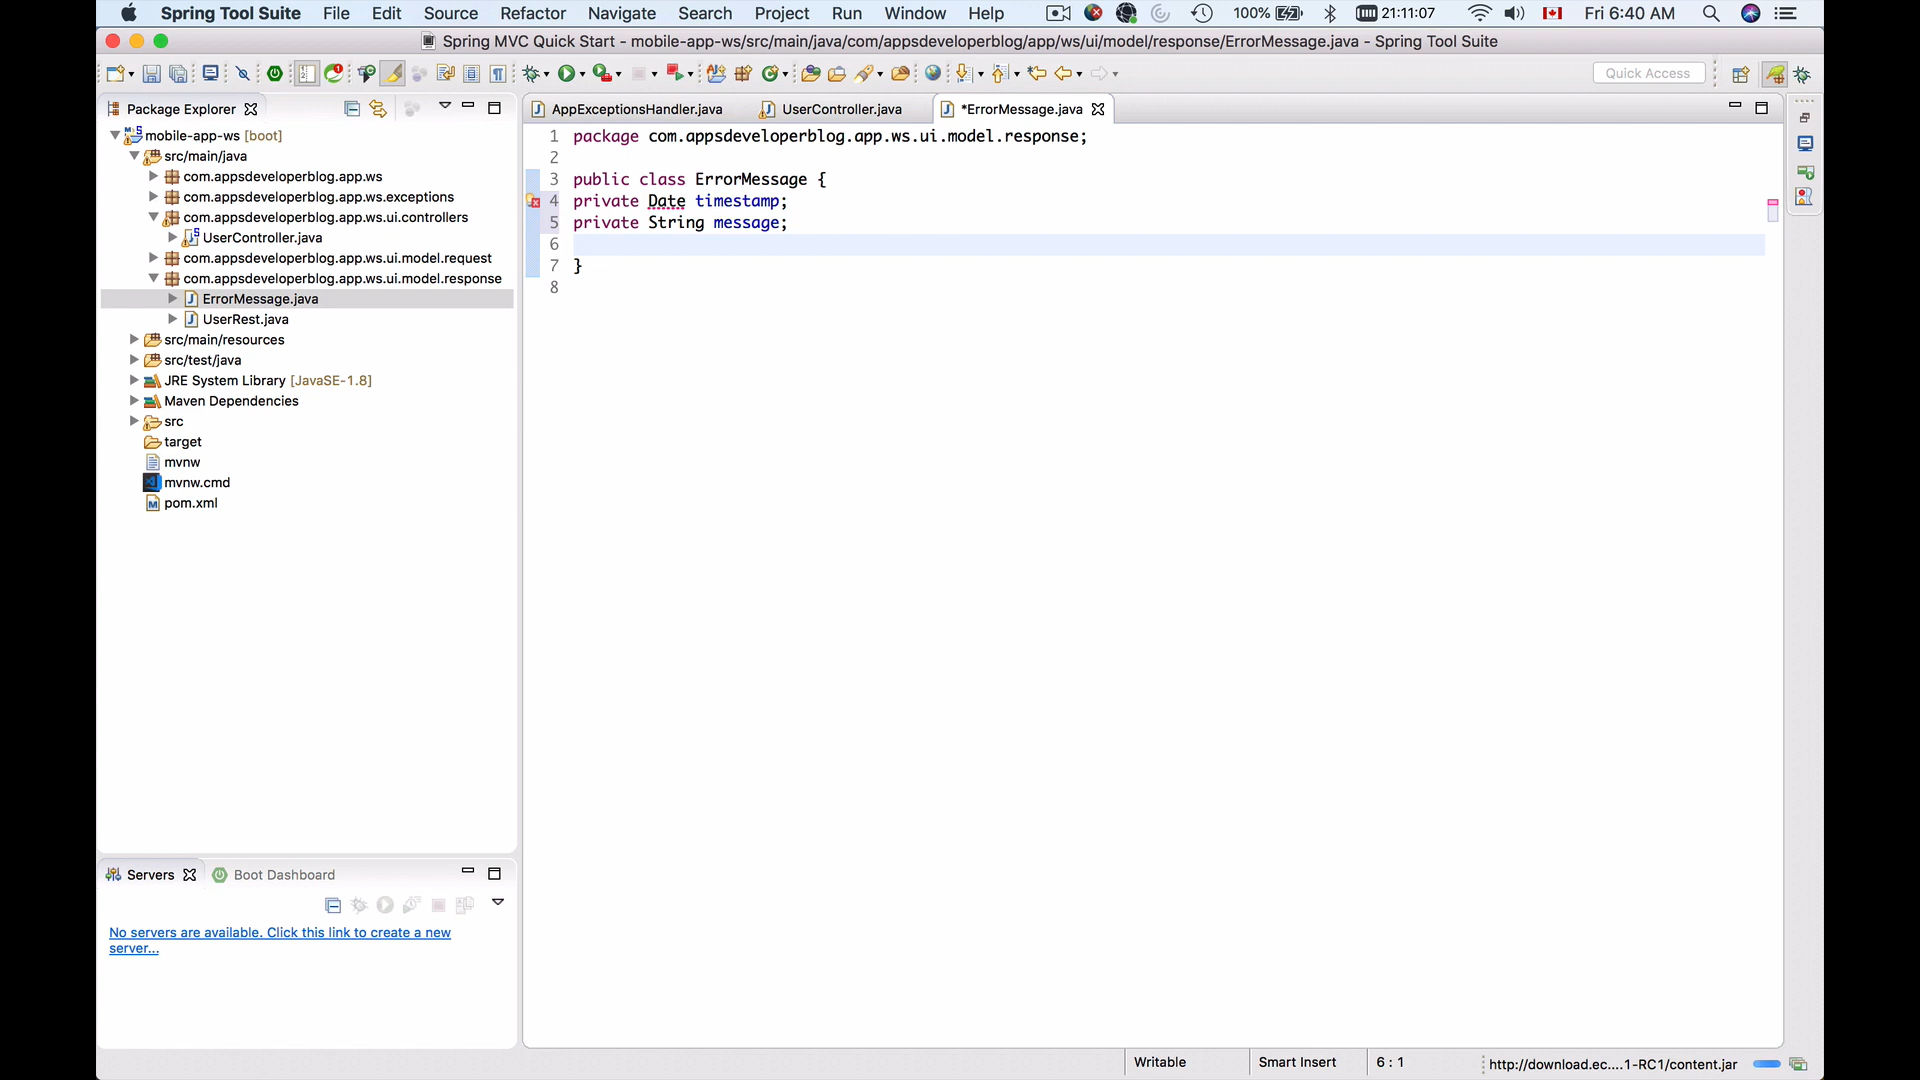 Spring Tool Suite File Edit Source Refactor Navigate Search Project Run Window Help 100% 21:11:07 Fri 6:40 AM
Spring MVC Quick Start - mobile-app-ws/src/main/java/com/appsdeveloperblog/app/ws/ui/model/response/ErrorMessage.java - Spring Tool Suite
Quick Access
Package Explorer
mobile-app-ws [boot]
src/main/java
com.appsdeveloperblog.app.ws
com.appsdeveloperblog.app.ws.exceptions
com.appsdeveloperblog.app.ws.ui.controllers
UserController.java
com.appsdeveloperblog.app.ws.ui.model.request
com.appsdeveloperblog.app.ws.ui.model.response
ErrorMessage.java
UserRest.java
src/main/resources
src/test/java
JRE System Library [JavaSE-1.8]
Maven Dependencies
src
target
mvnw
mvnw.cmd
pom.xml
AppExceptionsHandler.java UserController.java *ErrorMessage.java
1 package com.appsdeveloperblog.app.ws.ui.model.response;
2
3 public class ErrorMessage {
4 private Date timestamp;
5 private String message;
6
7 }
8
Servers Boot Dashboard
No servers are available. Click this link to create a new
server...
Writable Smart Insert 6 : 1 http://download.ec....1-RC1/content.jar